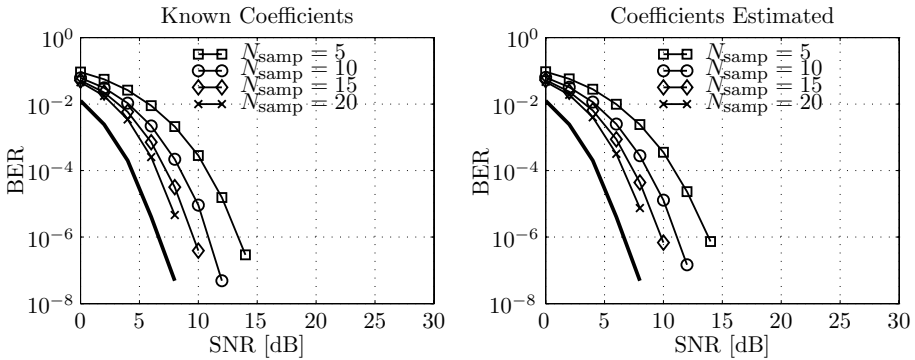 Known Coefficients
10^0
10^−2
10^−4
10^−6
10^−8
BER
N_samp = 5
N_samp = 10
N_samp = 15
N_samp = 20
0 5 10 15 20 25 30
SNR [dB]
Coefficients Estimated
10^0
10^−2
10^−4
10^−6
10^−8
BER
N_samp = 5
N_samp = 10
N_samp = 15
N_samp = 20
0 5 10 15 20 25 30
SNR [dB]